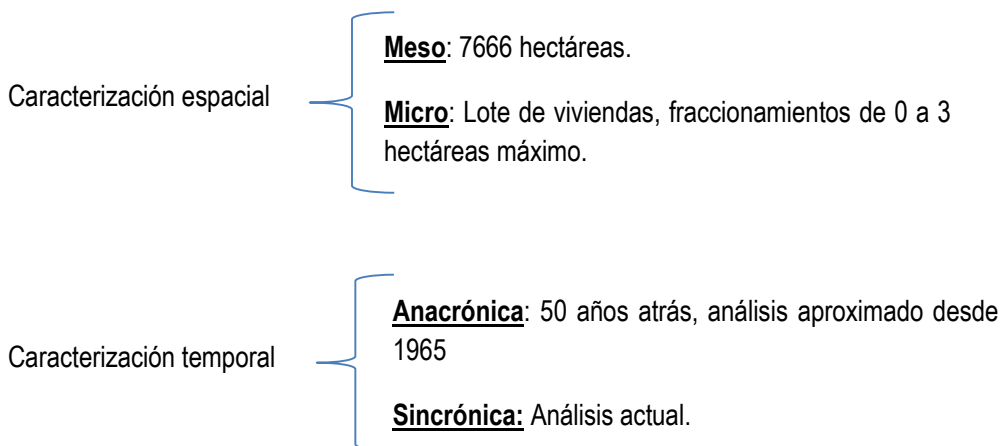 Meso: 7666 hectáreas.
Caracterización espacial
Micro: Lote de viviendas, fraccionamientos de 0 a 3
hectáreas máximo.
Anacrónica: 50 años atrás, análisis aproximado desde
1965
Caracterización temporal
Sincrónica: Análisis actual.